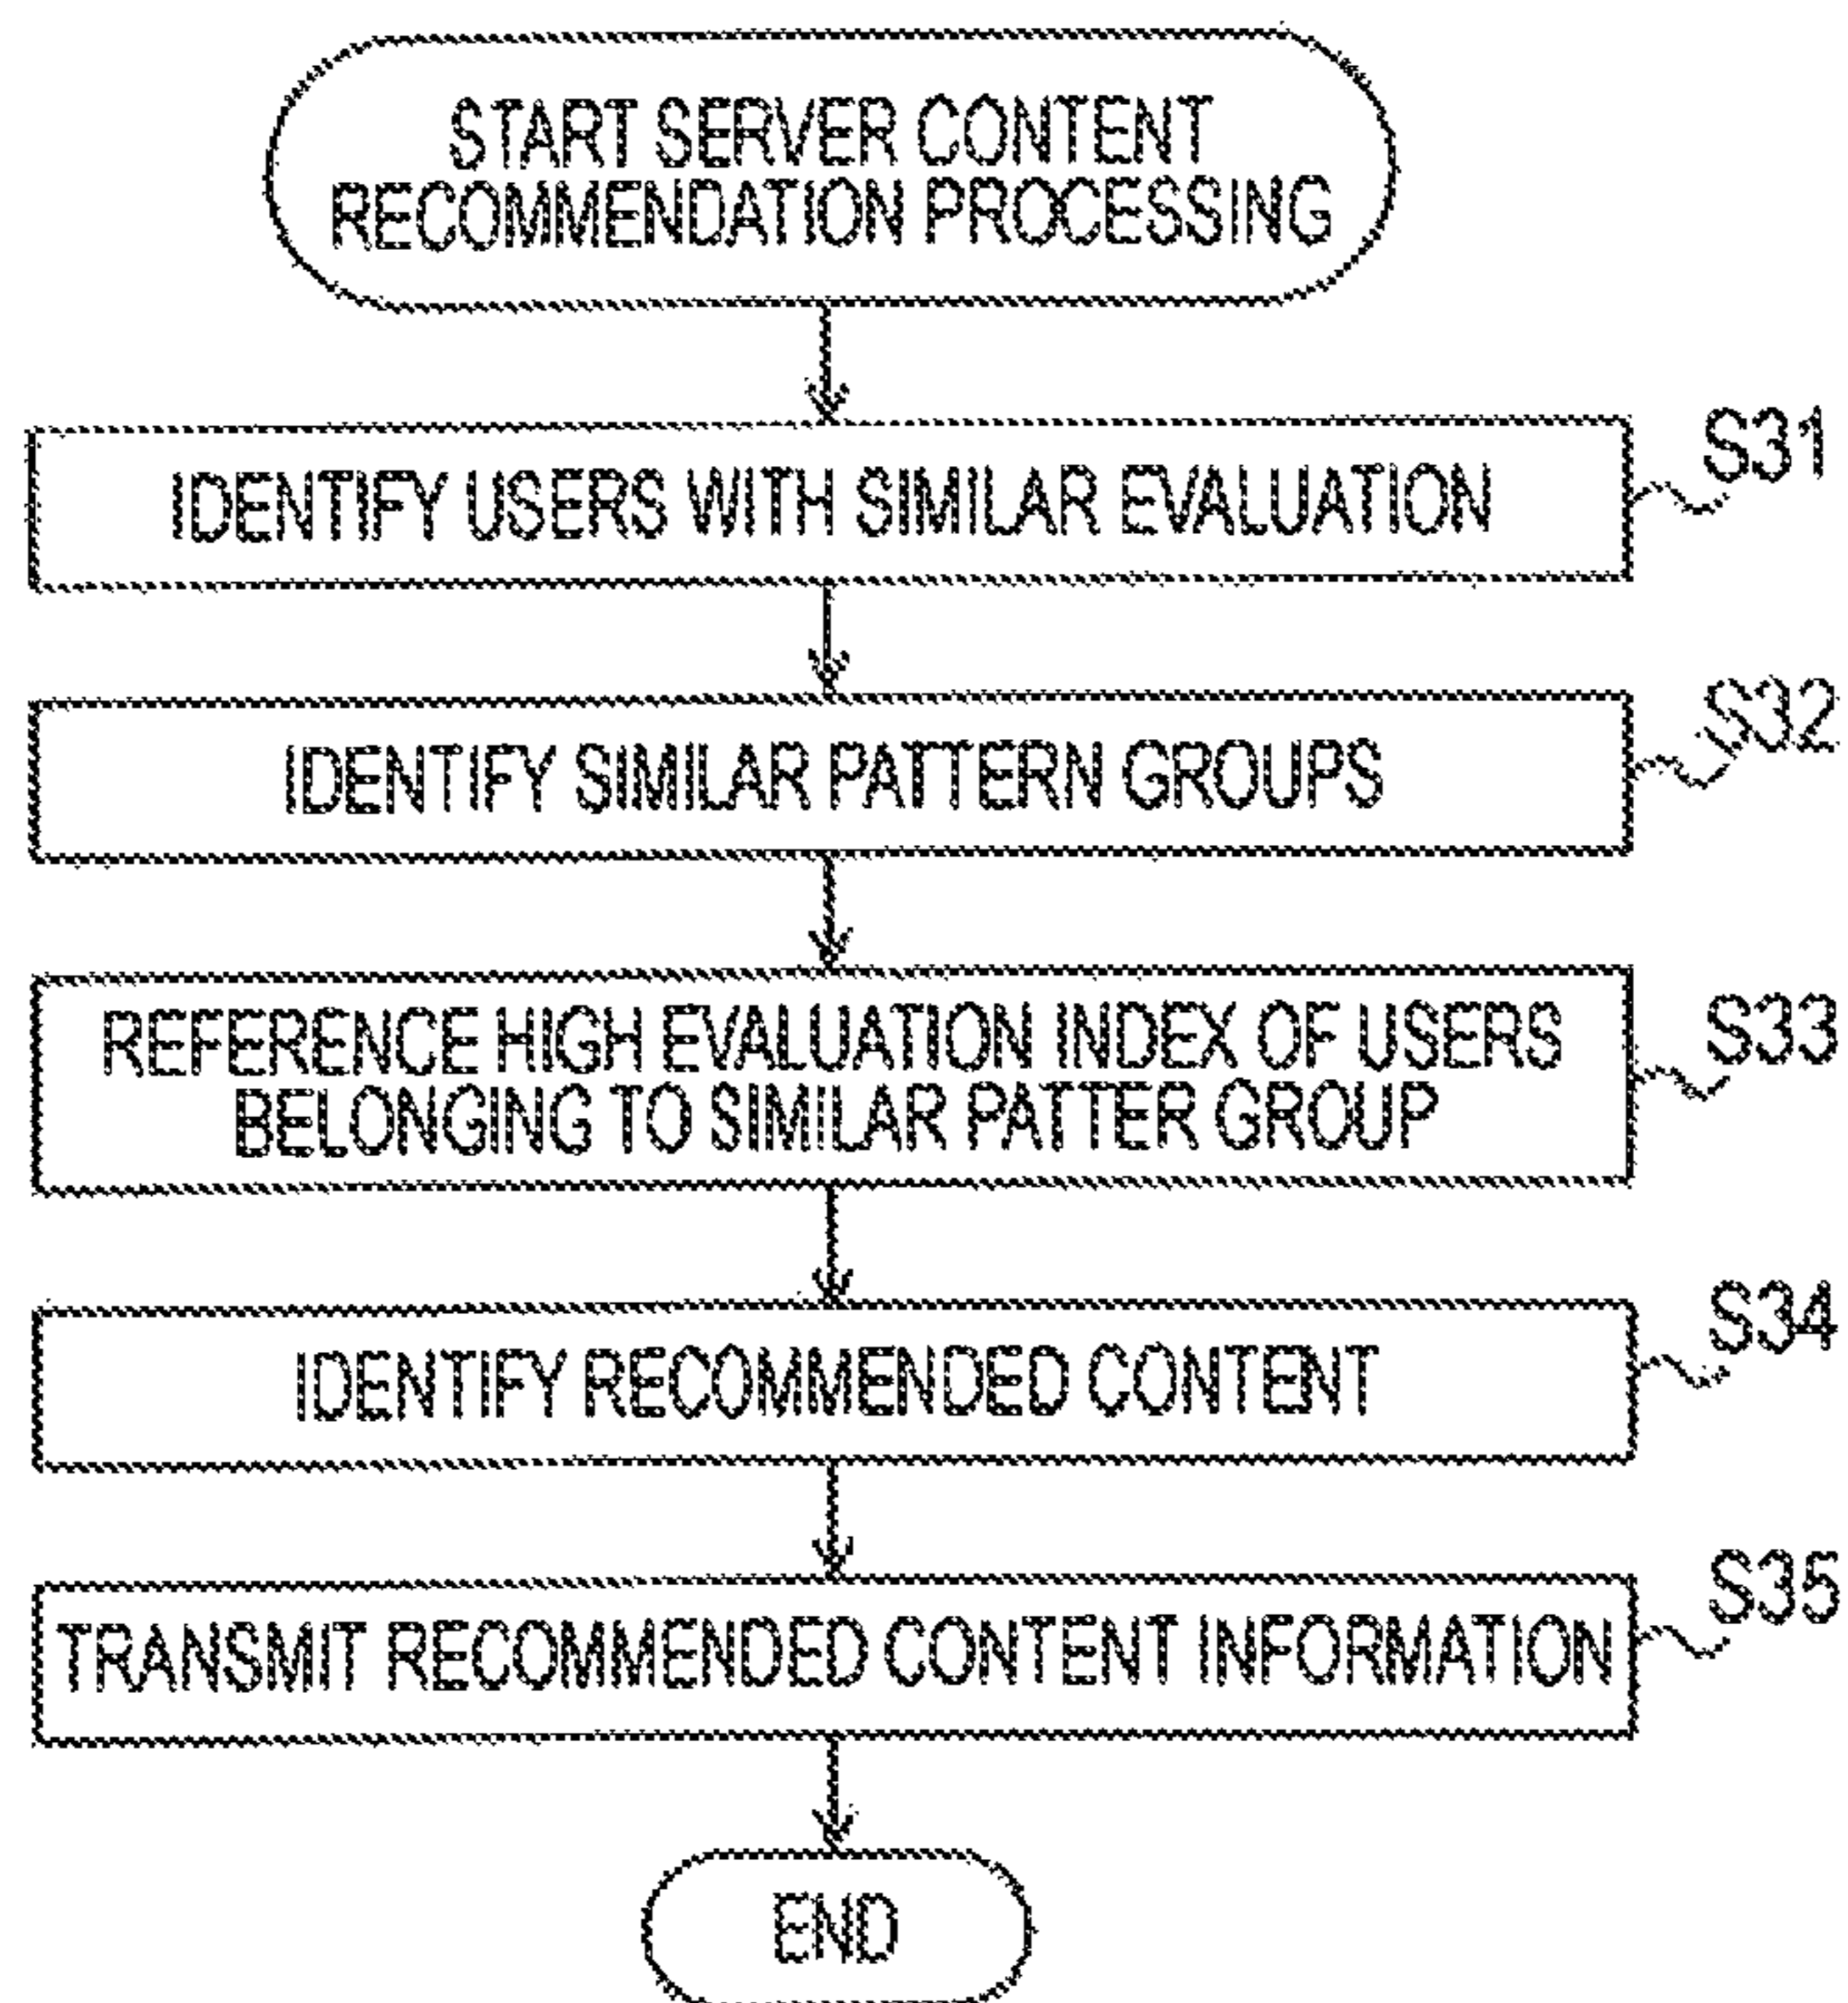 START SERVER CONTENT
RECOMMENDATION PROCESSING
IDENTIFY USERS WITH SIMILAR EVALUATION
S31
IDENTIFY SIMILAR PATTERN GROUPS
S32
REFERENCE HIGH EVALUATION INDEX OF USERS
BELONGING TO SIMILAR PATTER GROUP
S33
IDENTIFY RECOMMENDED CONTENT
S34
TRANSMIT RECOMMENDED CONTENT INFORMATION
S35
END